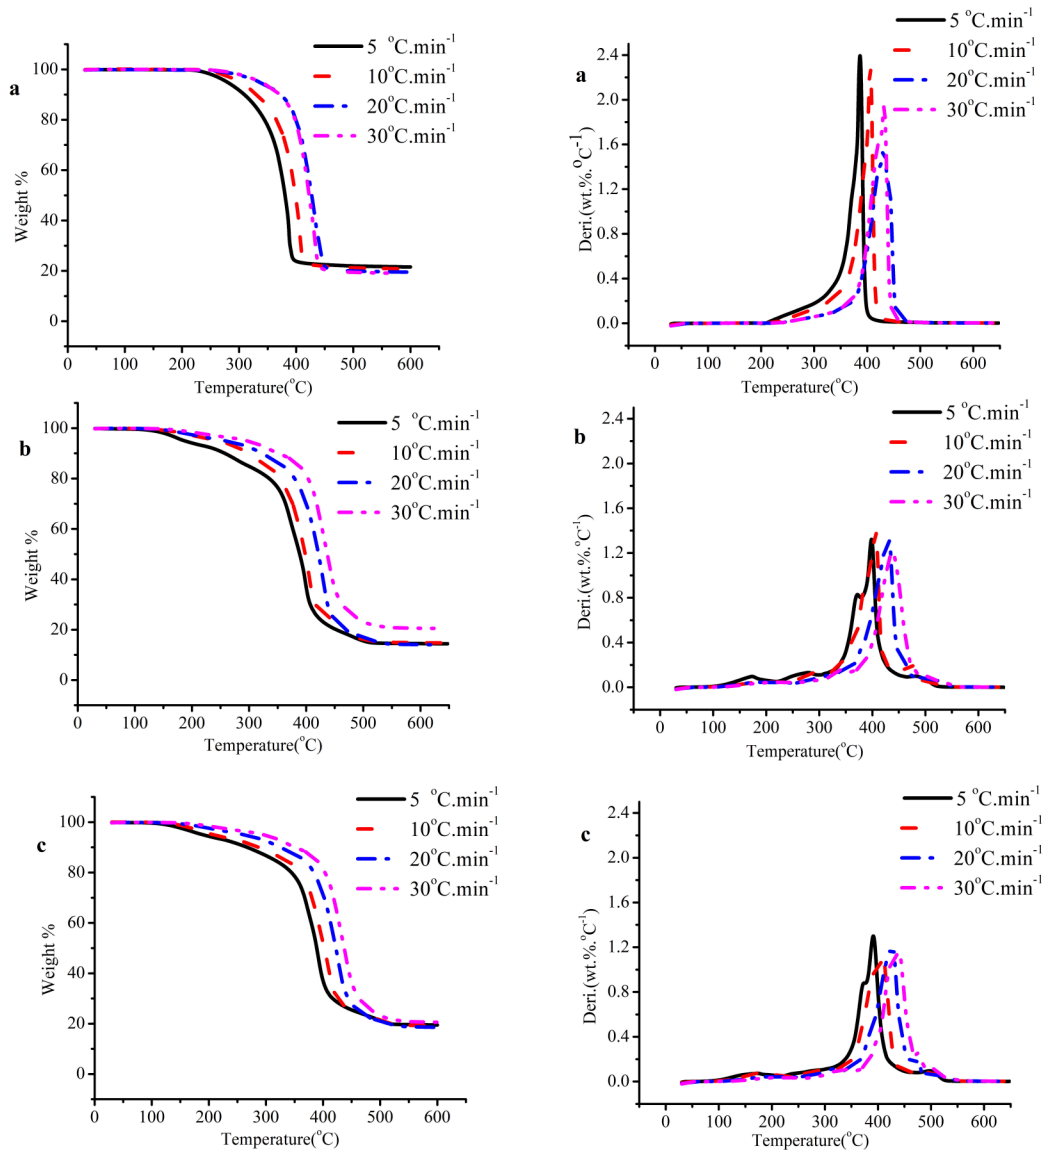 a
5 °C.min⁻¹
10°C.min⁻¹
20°C.min⁻¹
30°C.min⁻¹
Weight %
100
80
60
40
20
0
0 100 200 300 400 500 600
Temperature(°C)
a
5 °C.min⁻¹
10°C.min⁻¹
20°C.min⁻¹
30°C.min⁻¹
Deri.(wt.%.°C⁻¹)
2.4
2.0
1.6
1.2
0.8
0.4
0.0
0 100 200 300 400 500 600
Temperature(°C)
b
5 °C.min⁻¹
10°C.min⁻¹
20°C.min⁻¹
30°C.min⁻¹
Weight %
100
80
60
40
20
0
0 100 200 300 400 500 600
Temperature(°C)
b
5 °C.min⁻¹
10°C.min⁻¹
20°C.min⁻¹
30°C.min⁻¹
Deri.(wt.%.°C⁻¹)
2.4
2.0
1.6
1.2
0.8
0.4
0.0
0 100 200 300 400 500 600
Temperature(°C)
c
5 °C.min⁻¹
10°C.min⁻¹
20°C.min⁻¹
30°C.min⁻¹
Weight %
100
80
60
40
20
0
0 100 200 300 400 500 600
Temperature(°C)
c
5 °C.min⁻¹
10°C.min⁻¹
20°C.min⁻¹
30°C.min⁻¹
Deri.(wt.%.°C⁻¹)
2.4
2.0
1.6
1.2
0.8
0.4
0.0
0 100 200 300 400 500 600
Temperature(°C)